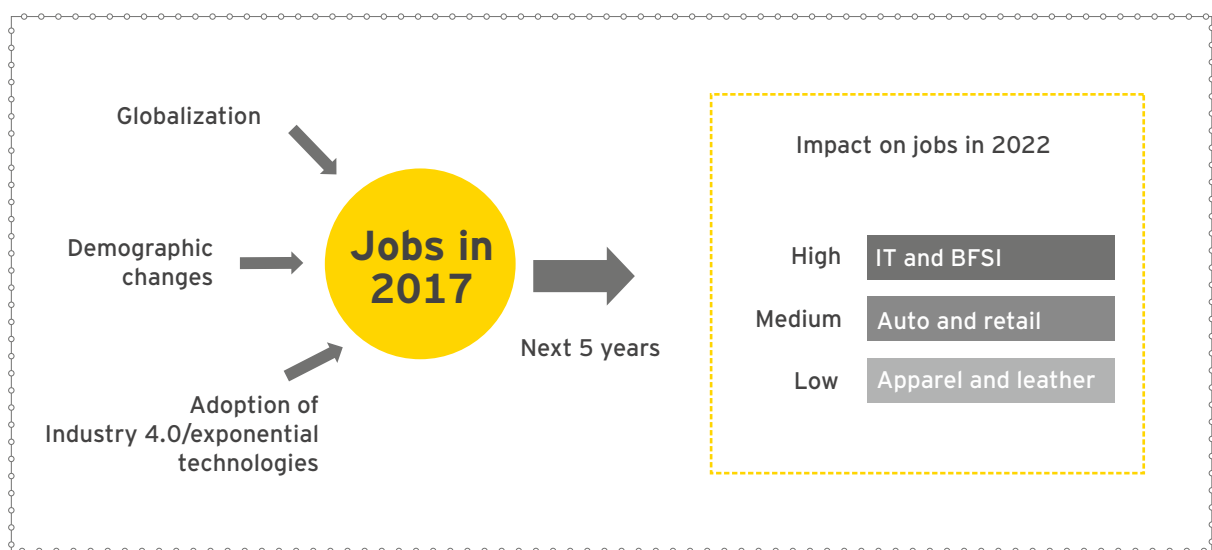 Globalization
Demographic
changes
Adoption of
Industry 4.0/exponential
technologies
Jobs in
2017
Next 5 years
Impact on jobs in 2022
High
IT and BFSI
Medium
Auto and retail
Low
Apparel and leather